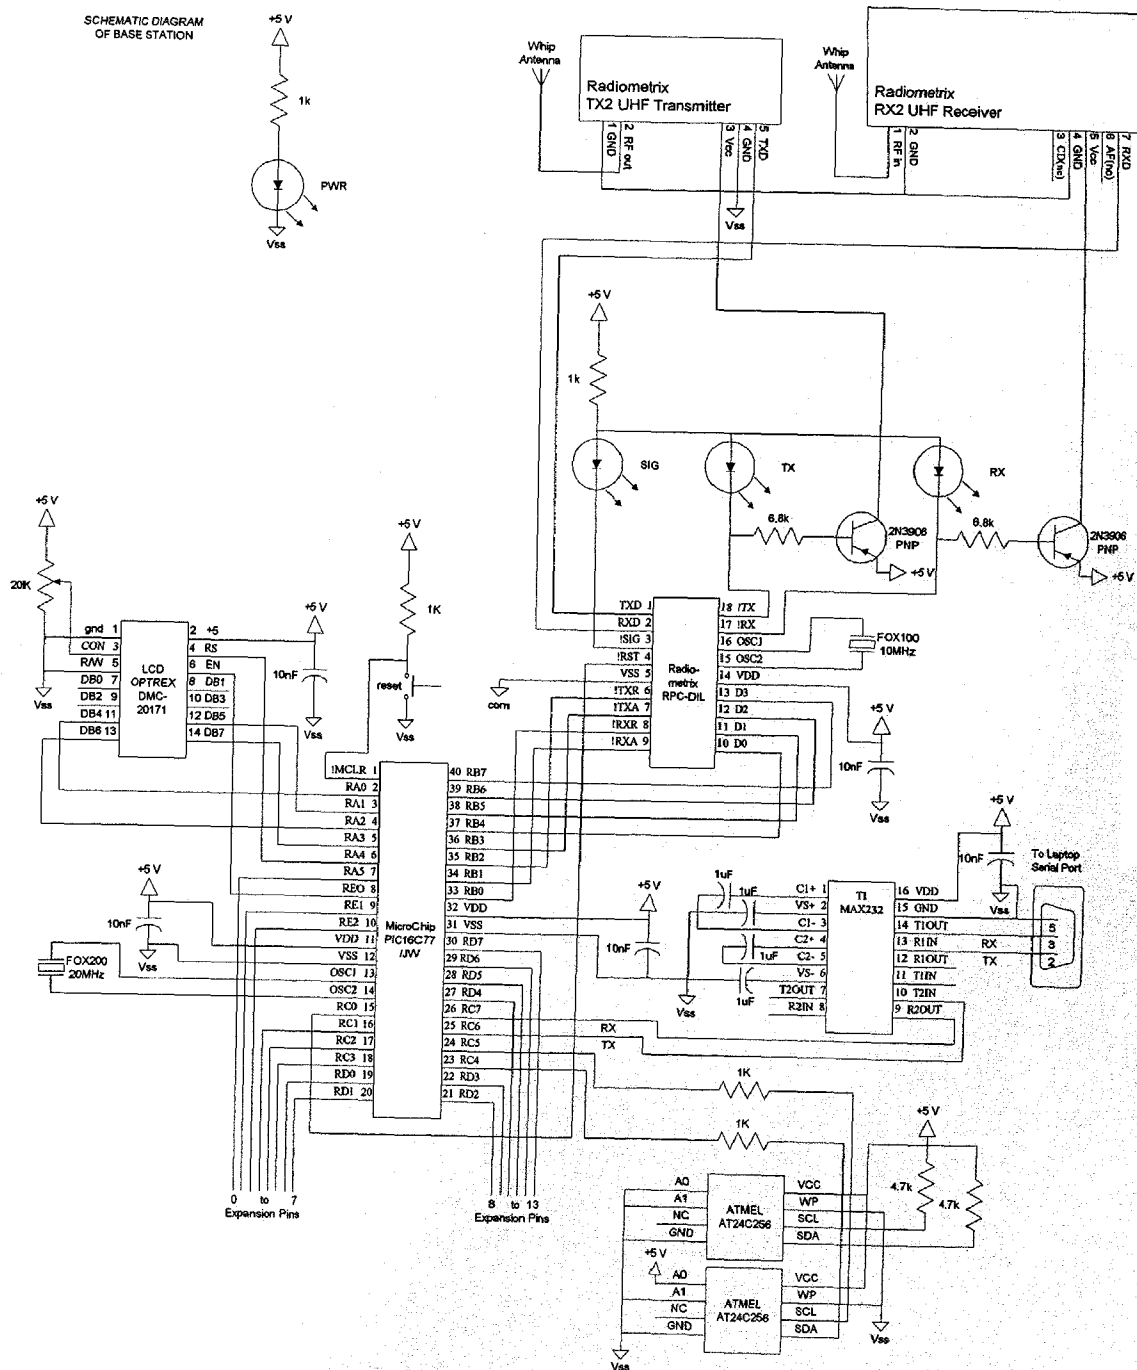 SCHEMATIC DIAGRAM
OF BASE STATION
+5 V
1k
PWR
Vss
Whip
Antenna
Radiometrix
TX2 UHF Transmitter
1 GND
2 RF out
3 Vcc
4 GND
5 TXD
Vss
Whip
Antenna
Radiometrix
RX2 UHF Receiver
1 RF in
2 GND
3 CD(nc)
4 GND
5 Vcc
6 AF(nc)
7 RXD
+5 V
1k
SIG
TX
RX
6.8k
2N3906
PNP
+5 V
6.8k
2N3906
PNP
+5 V
+5 V
20K
Vss
gnd 1
CON 3
R/W 5
DB0 7
DB2 9
DB4 11
DB6 13
LCD
OPTREX
DMC-
20171
2 +5
4 RS
6 EN
8 DB1
10 DB3
12 DB5
14 DB7
+5 V
10nF
Vss
+5 V
1K
reset
Vss
TXD 1
RXD 2
!SIG 3
!RST 4
VSS 5
!TXR 6
!TXA 7
!RXR 8
!RXA 9
com
Radio-
metrix
RPC-DIL
18 !TX
17 !RX
16 OSC1
15 OSC2
14 VDD
13 D3
12 D2
11 D1
10 D0
FOX100
10MHz
+5 V
10nF
Vss
!MCLR 1
RA0 2
RA1 3
RA2 4
RA3 5
RA4 6
RA5 7
REO 8
RE1 9
RE2 10
VDD 11
VSS 12
OSC1 13
OSC2 14
RC0 15
RC1 16
RC2 17
RC3 18
RD0 19
RD1 20
MicroChip
PIC16C77
/JW
40 RB7
39 RB6
38 RB5
37 RB4
36 RB3
35 RB2
34 RB1
33 RB0
32 VDD
31 VSS
30 RD7
29 RD6
28 RD5
27 RD4
26 RC7
25 RC6
24 RC5
23 RC4
22 RD3
21 RD2
+5 V
10nF
Vss
FOX200
20MHz
0 to 7
Expansion Pins
8 to 13
Expansion Pins
+5 V
10nF
RX
TX
1uF
1uF
1uF
1uF
Vss
C1+ 1
VS+ 2
C1- 3
C2+ 4
C2- 5
VS- 6
T2OUT 7
R2IN 8
TI
MAX232
16 VDD
15 GND
14 T1OUT
13 R1IN
12 R1OUT
11 T1IN
10 T2IN
9 R2OUT
+5 V
10nF
Vss
RX
TX
To Laptop
Serial Port
5
3
2
1K
1K
+5 V
4.7k
4.7k
A0
A1
NC
GND
ATMEL
AT24C256
VCC
WP
SCL
SDA
+5 V
A0
A1
NC
GND
ATMEL
AT24C256
VCC
WP
SCL
SDA
Vss
Vss